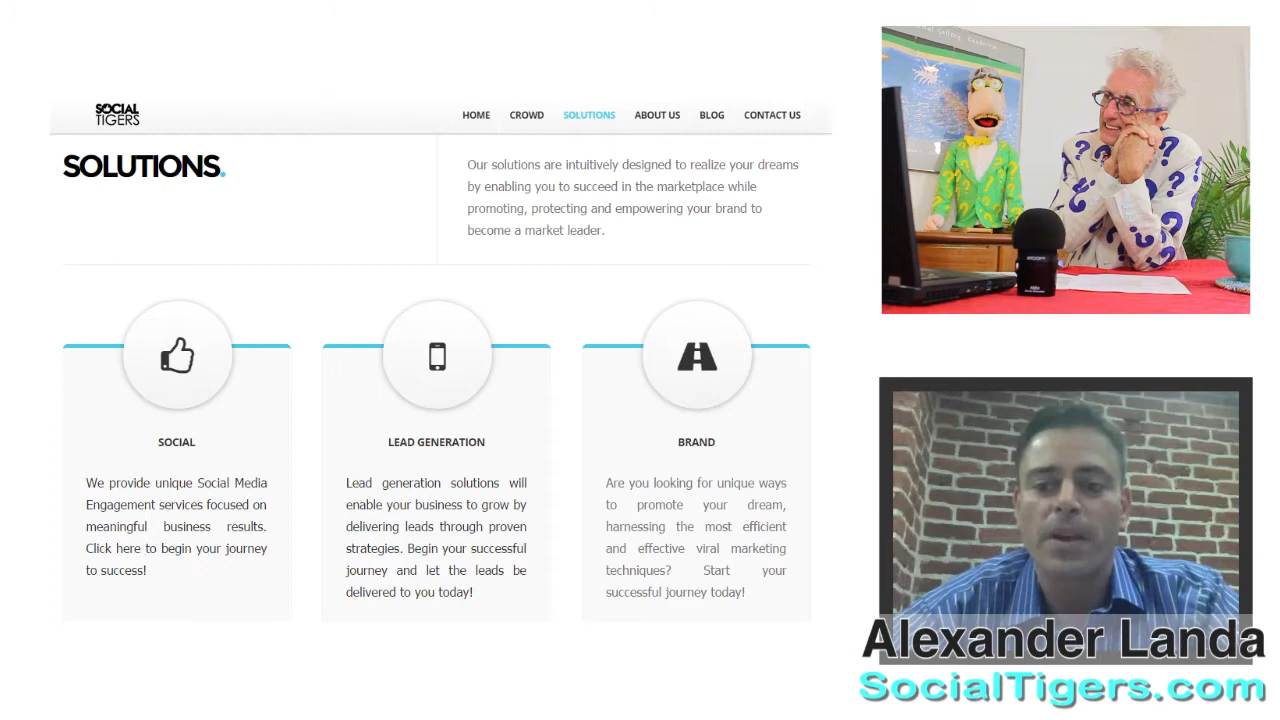 SOCIAL
TIGERS
HOME CROWD SOLUTIONS ABOUT US BLOG CONTACT US
SOLUTIONS.
Our solutions are intuitively designed to realize your dreams
by enabling you to succeed in the marketplace while
promoting, protecting and empowering your brand to
become a market leader.
SOCIAL
We provide unique Social Media
Engagement services focused on
meaningful business results.
Click here to begin your journey
to success!
LEAD GENERATION
Lead generation solutions will
enable your business to grow by
delivering leads through proven
strategies. Begin your successful
journey and let the leads be
delivered to you today!
BRAND
Are you looking for unique ways
to promote your dream,
harnessing the most efficient
and effective viral marketing
techniques? Start your
successful journey today!
zoom
Alexander Landa
SocialTigers.com